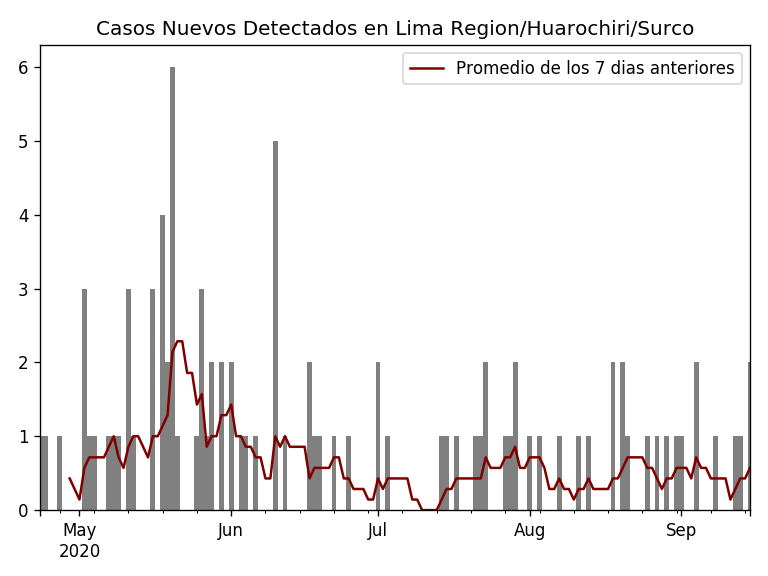 Casos Nuevos Detectados en Lima Region/Huarochiri/Surco
Promedio de los 7 dias anteriores
6
5
4
3
2
1
0
May Jun Jul Aug Sep
2020